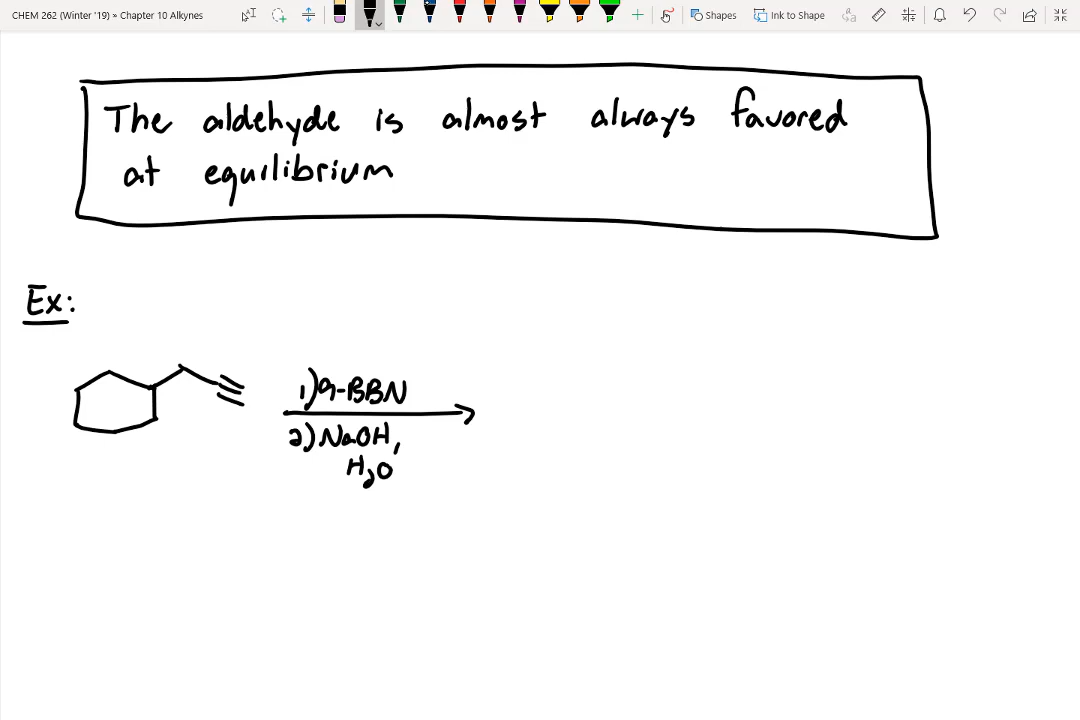 CHEM 262 (Winter '19) » Chapter 10 Alkynes
Shapes
Ink to Shape
The aldehyde is almost always favored
at equilibrium
Ex:
1) 9-BBN
2) NaOH,
H₂O